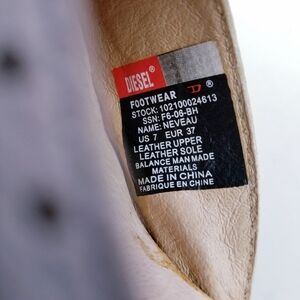 DIESEL®
D®
FOOTWEAR
STOCK: 102100024613
SSN: F6-06-BH
NAME: NEVEAU
US 7 EUR 37
LEATHER UPPER
LEATHER SOLE
BALANCE MAN MADE
MATERIALS
MADE IN CHINA
FABRIQUE EN CHINE